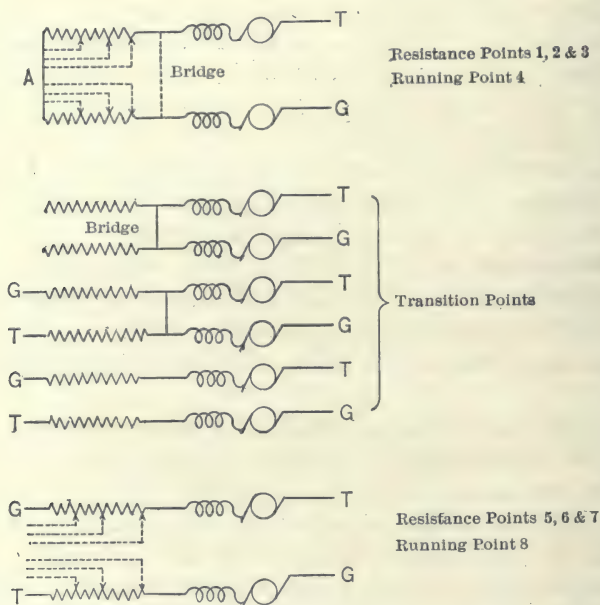 T
Resistance Points 1, 2 & 3
A
Bridge
Running Point 4
G
T
Bridge
G
G
T
Transition Points
T
G
G
T
T
G
G
T
Resistance Points 5, 6 & 7
Running Point 8
T
G